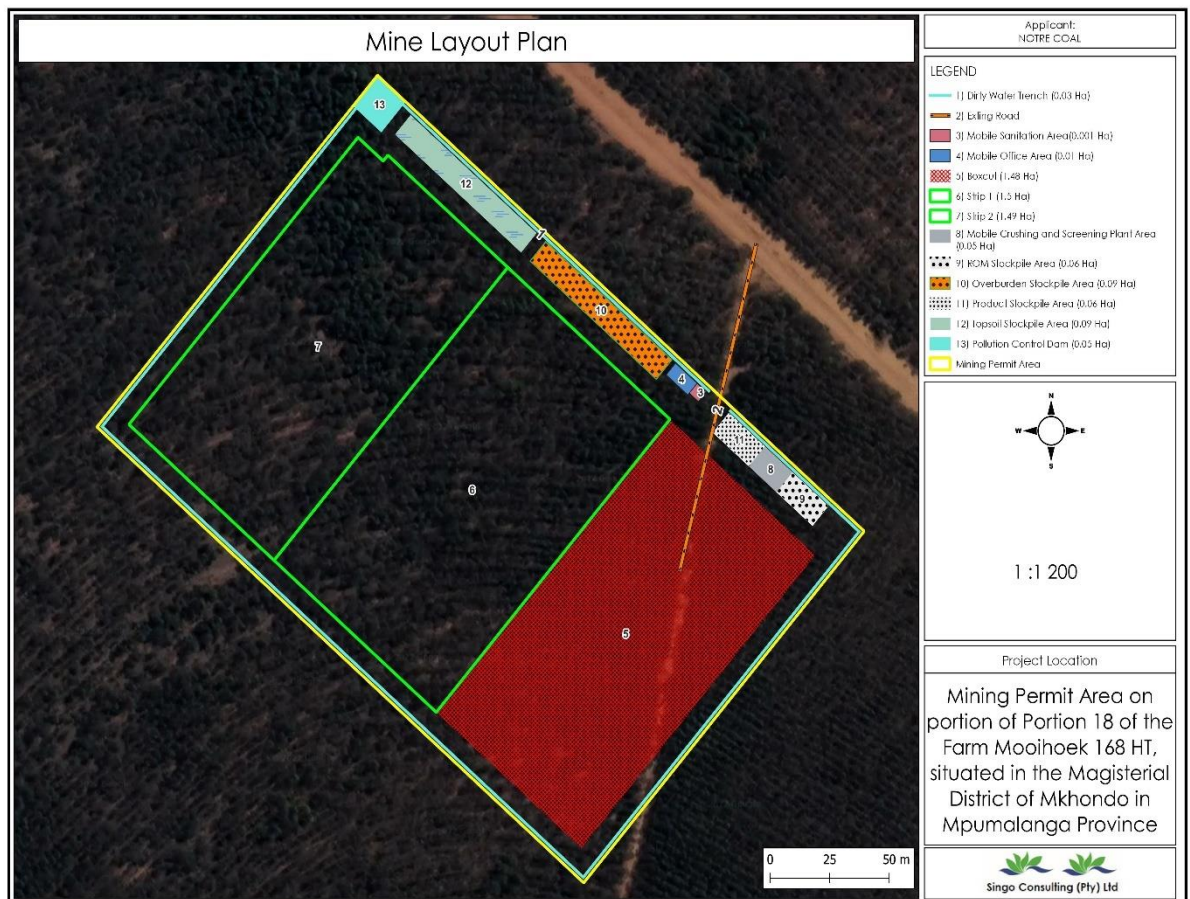 Mine Layout Plan
13
12
1
10
7
4
3
2
11
8
9
6
5
0 25 50 m
Applicant:
NOTRE COAL
LEGEND
1) Dirty Water Trench (0.03 Ha)
2) Exiting Road
3) Mobile Sanitation Area(0.001 Ha)
4) Mobile Office Area (0.01 Ha)
5) Boxcut (1.48 Ha)
6) Strip 1 (1.5 Ha)
7) Strip 2 (1.49 Ha)
8) Mobile Crushing and Screening Plant Area
(0.05 Ha)
9) ROM Stockpile Area (0.06 Ha)
10) Overburden Stockpile Area (0.09 Ha)
11) Product Stockpile Area (0.06 Ha)
12) Topsoil Stockpile Area (0.09 Ha)
13) Pollution Control Dam (0.05 Ha)
Mining Permit Area
N
W E
S
1 :1 200
Project Location
Mining Permit Area on
portion of Portion 18 of the
Farm Mooihoek 168 HT,
situated in the Magisterial
District of Mkhondo in
Mpumalanga Province
Singo Consulting (Pty) Ltd